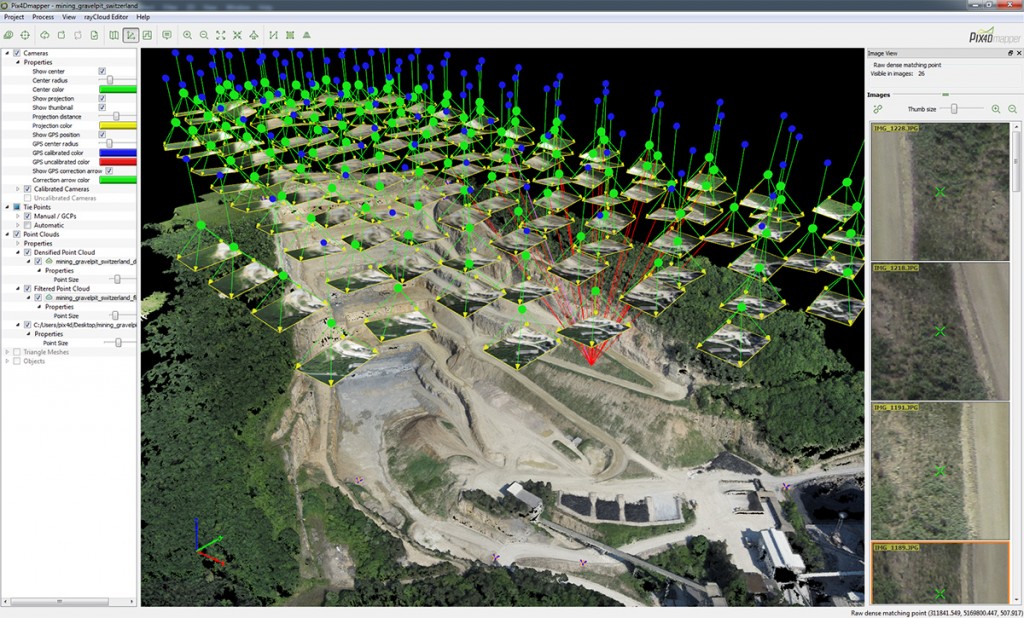 Pix4Dmapper - mining_gravelpit_switzerland
Project Process View rayCloud Editor Help
PIX4Dmapper
Cameras
Properties
Show center
Center radius
Center color
Show projection
Show thumbnail
Projection distance
Projection color
Show GPS position
GPS center radius
GPS calibrated color
GPS uncalibrated color
Show GPS correction arrow
Correction arrow color
Calibrated Cameras
Uncalibrated Cameras
Tie Points
Manual / GCPs
Automatic
Point Clouds
Properties
Densified Point Cloud
mining_gravelpit_switzerland_d
Properties
Point Size
Filtered Point Cloud
mining_gravelpit_switzerland_fi
Properties
Point Size
C:/Users/pix4d/Desktop/mining_gravelpi
Properties
Point Size
Triangle Meshes
Objects
Image View
Raw dense matching point
Visible in images: 26
Images
Thumb size
IMG_1228.JPG
IMG_1218.JPG
IMG_1191.JPG
IMG_1189.JPG
Raw dense matching point (311841.549, 5169800.447, 507.917)